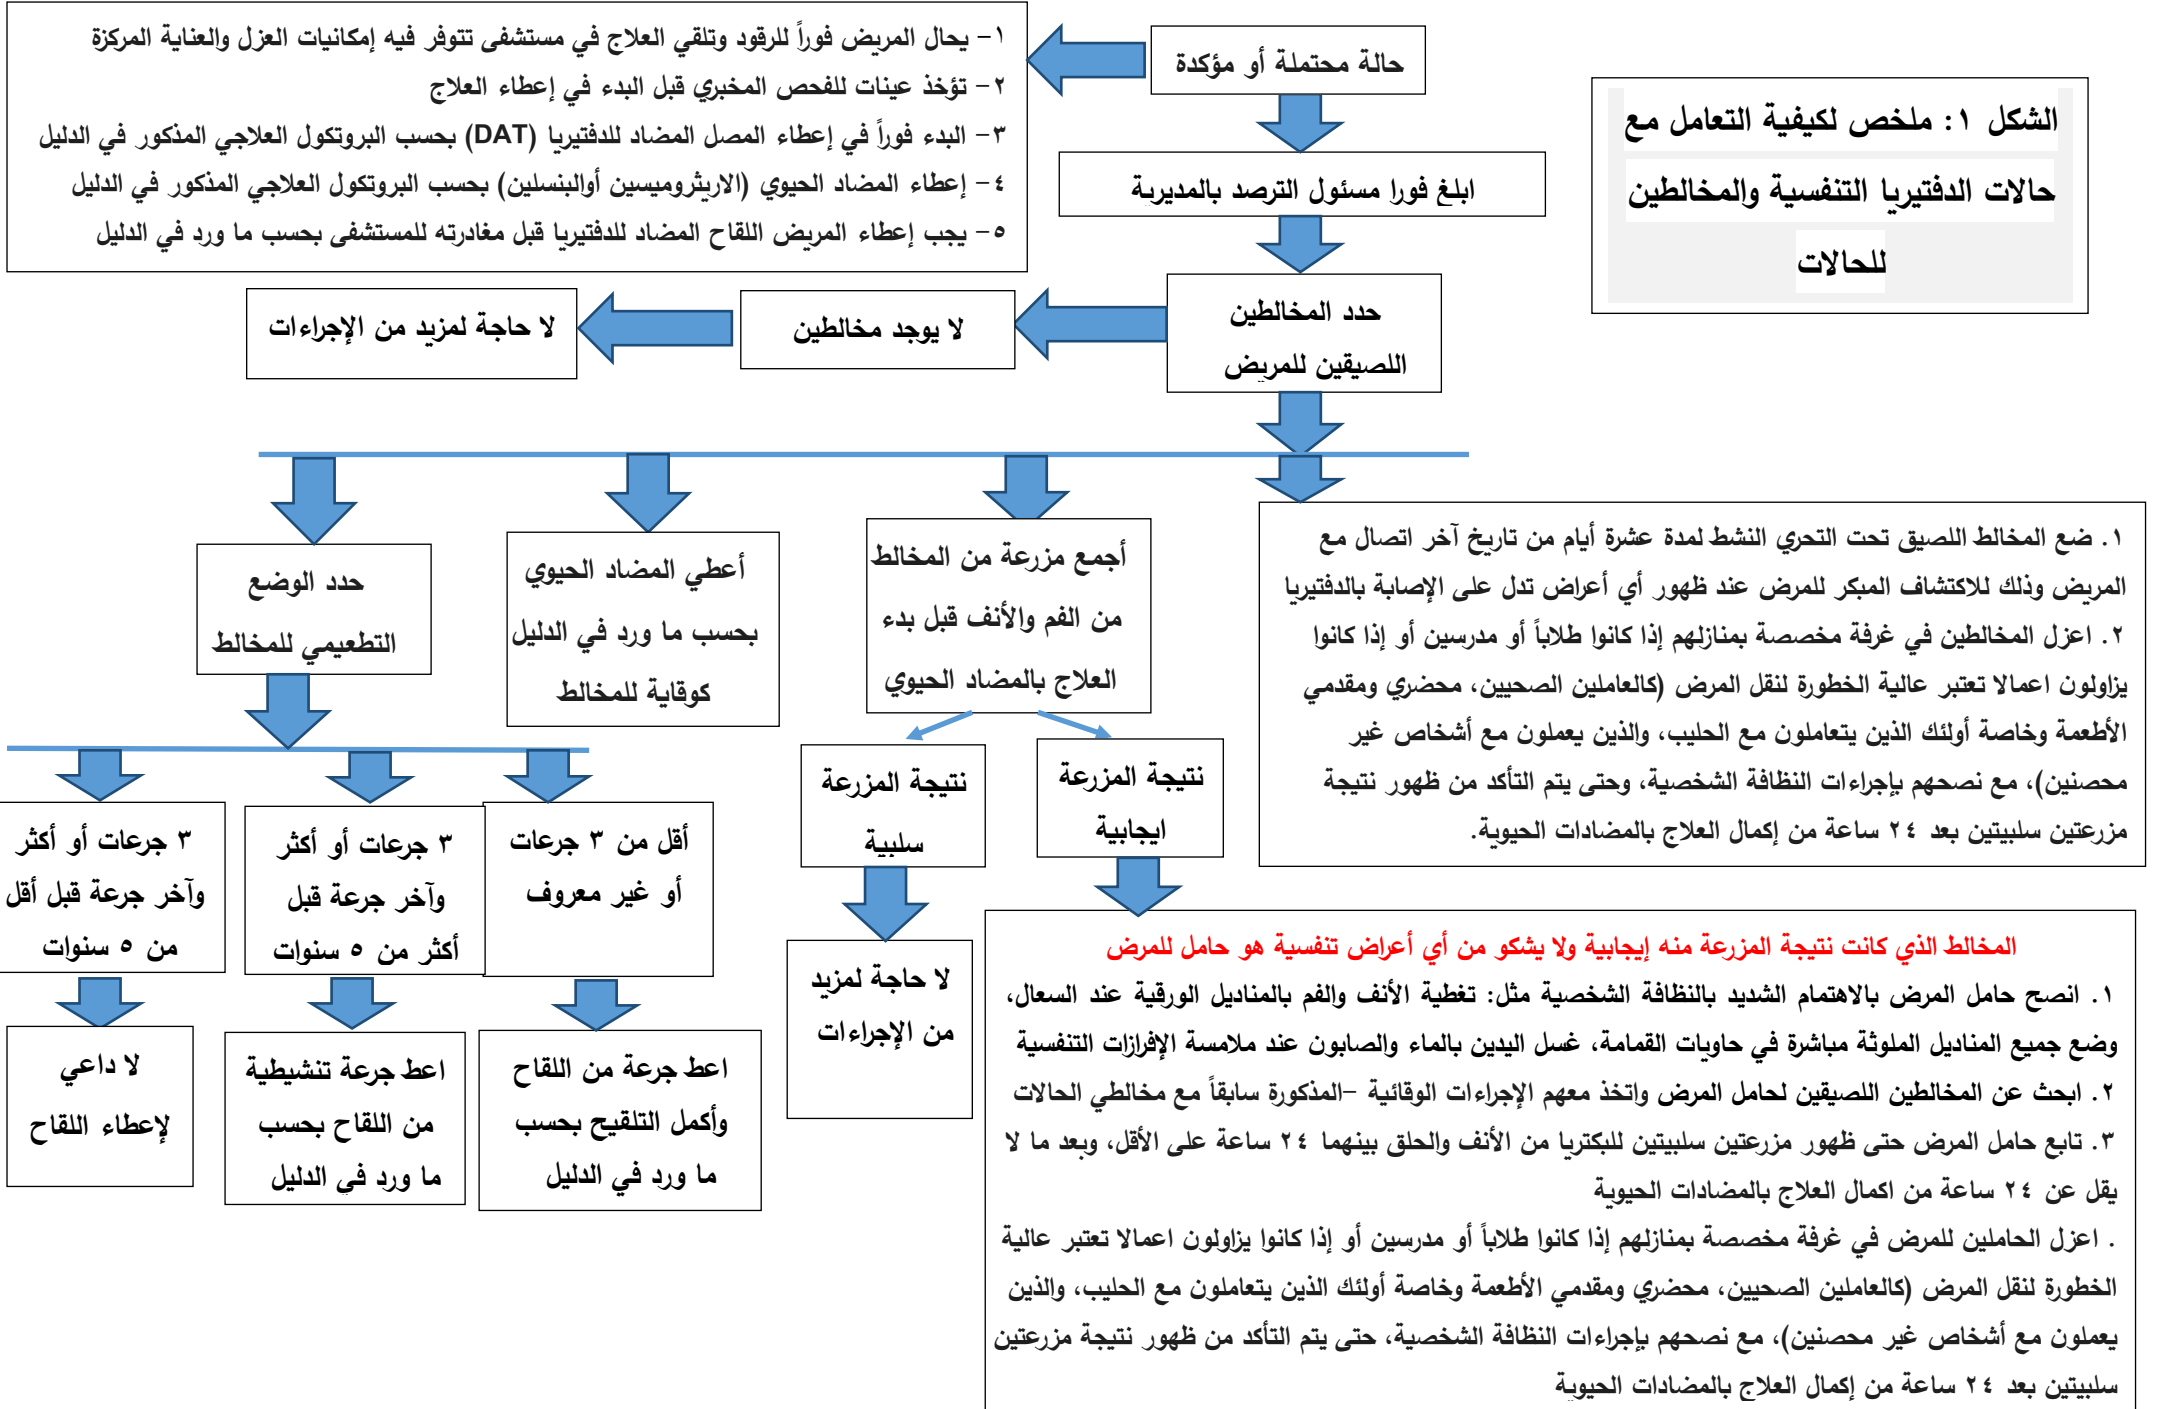 الشكل ١: ملخص لكيفية التعامل مع
حالات الدفتيريا التنفسية والمخالطين
للحالات
حالة محتملة أو مؤكدة
١- يحال المريض فوراً للرقود وتلقي العلاج في مستشفى تتوفر فيه إمكانيات العزل والعناية المركزة
٢- تؤخذ عينات للفحص المخبري قبل البدء في إعطاء العلاج
٣- البدء فوراً في إعطاء المصل المضاد للدفتيريا (DAT) بحسب البروتكول العلاجي المذكور في الدليل
٤- إعطاء المضاد الحيوي (الاريثروميسين أوالبنسلين) بحسب البروتكول العلاجي المذكور في الدليل
٥- يجب إعطاء المريض اللقاح المضاد للدفتيريا قبل مغادرته للمستشفى بحسب ما ورد في الدليل
ابلغ فورا مسئول الترصد بالمديرية
حدد المخالطين
اللصيقين للمريض
لا يوجد مخالطين
لا حاجة لمزيد من الإجراءات
١. ضع المخالط اللصيق تحت التحري النشط لمدة عشرة أيام من تاريخ آخر اتصال مع
المريض وذلك للاكتشاف المبكر للمرض عند ظهور أي أعراض تدل على الإصابة بالدفتيريا
٢. اعزل المخالطين في غرفة مخصصة بمنازلهم إذا كانوا طلاباً أو مدرسين أو إذا كانوا
يزاولون اعمالا تعتبر عالية الخطورة لنقل المرض (كالعاملين الصحيين، محضري ومقدمي
الأطعمة وخاصة أولئك الذين يتعاملون مع الحليب، والذين يعملون مع أشخاص غير
محصنين)، مع نصحهم بإجراءات النظافة الشخصية، وحتى يتم التأكد من ظهور نتيجة
مزرعتين سلبيتين بعد ٢٤ ساعة من إكمال العلاج بالمضادات الحيوية.
أجمع مزرعة من المخالط
من الفم والأنف قبل بدء
العلاج بالمضاد الحيوي
أعطي المضاد الحيوي
بحسب ما ورد في الدليل
كوقاية للمخالط
حدد الوضع
التطعيمي للمخالط
نتيجة المزرعة
ايجابية
نتيجة المزرعة
سلبية
أقل من ٣ جرعات
أو غير معروف
٣ جرعات أو أكثر
وآخر جرعة قبل
أكثر من ٥ سنوات
٣ جرعات أو أكثر
وآخر جرعة قبل أقل
من ٥ سنوات
المخالط الذي كانت نتيجة المزرعة منه إيجابية ولا يشكو من أي أعراض تنفسية هو حامل للمرض
١. انصح حامل المرض بالاهتمام الشديد بالنظافة الشخصية مثل: تغطية الأنف والفم بالمناديل الورقية عند السعال،
وضع جميع المناديل الملوثة مباشرة في حاويات القمامة، غسل اليدين بالماء والصابون عند ملامسة الإفرازات التنفسية
٢. ابحث عن المخالطين اللصيقين لحامل المرض واتخذ معهم الإجراءات الوقائية –المذكورة سابقاً مع مخالطي الحالات
٣. تابع حامل المرض حتى ظهور مزرعتين سلبيتين للبكتريا من الأنف والحلق بينهما ٢٤ ساعة على الأقل، وبعد ما لا
يقل عن ٢٤ ساعة من اكمال العلاج بالمضادات الحيوية
. اعزل الحاملين للمرض في غرفة مخصصة بمنازلهم إذا كانوا طلاباً أو مدرسين أو إذا كانوا يزاولون اعمالا تعتبر عالية
الخطورة لنقل المرض (كالعاملين الصحيين، محضري ومقدمي الأطعمة وخاصة أولئك الذين يتعاملون مع الحليب، والذين
يعملون مع أشخاص غير محصنين)، مع نصحهم بإجراءات النظافة الشخصية، حتى يتم التأكد من ظهور نتيجة مزرعتين
سلبيتين بعد ٢٤ ساعة من إكمال العلاج بالمضادات الحيوية
لا حاجة لمزيد
من الإجراءات
اعط جرعة من اللقاح
وأكمل التلقيح بحسب
ما ورد في الدليل
اعط جرعة تنشيطية
من اللقاح بحسب
ما ورد في الدليل
لا داعي
لإعطاء اللقاح